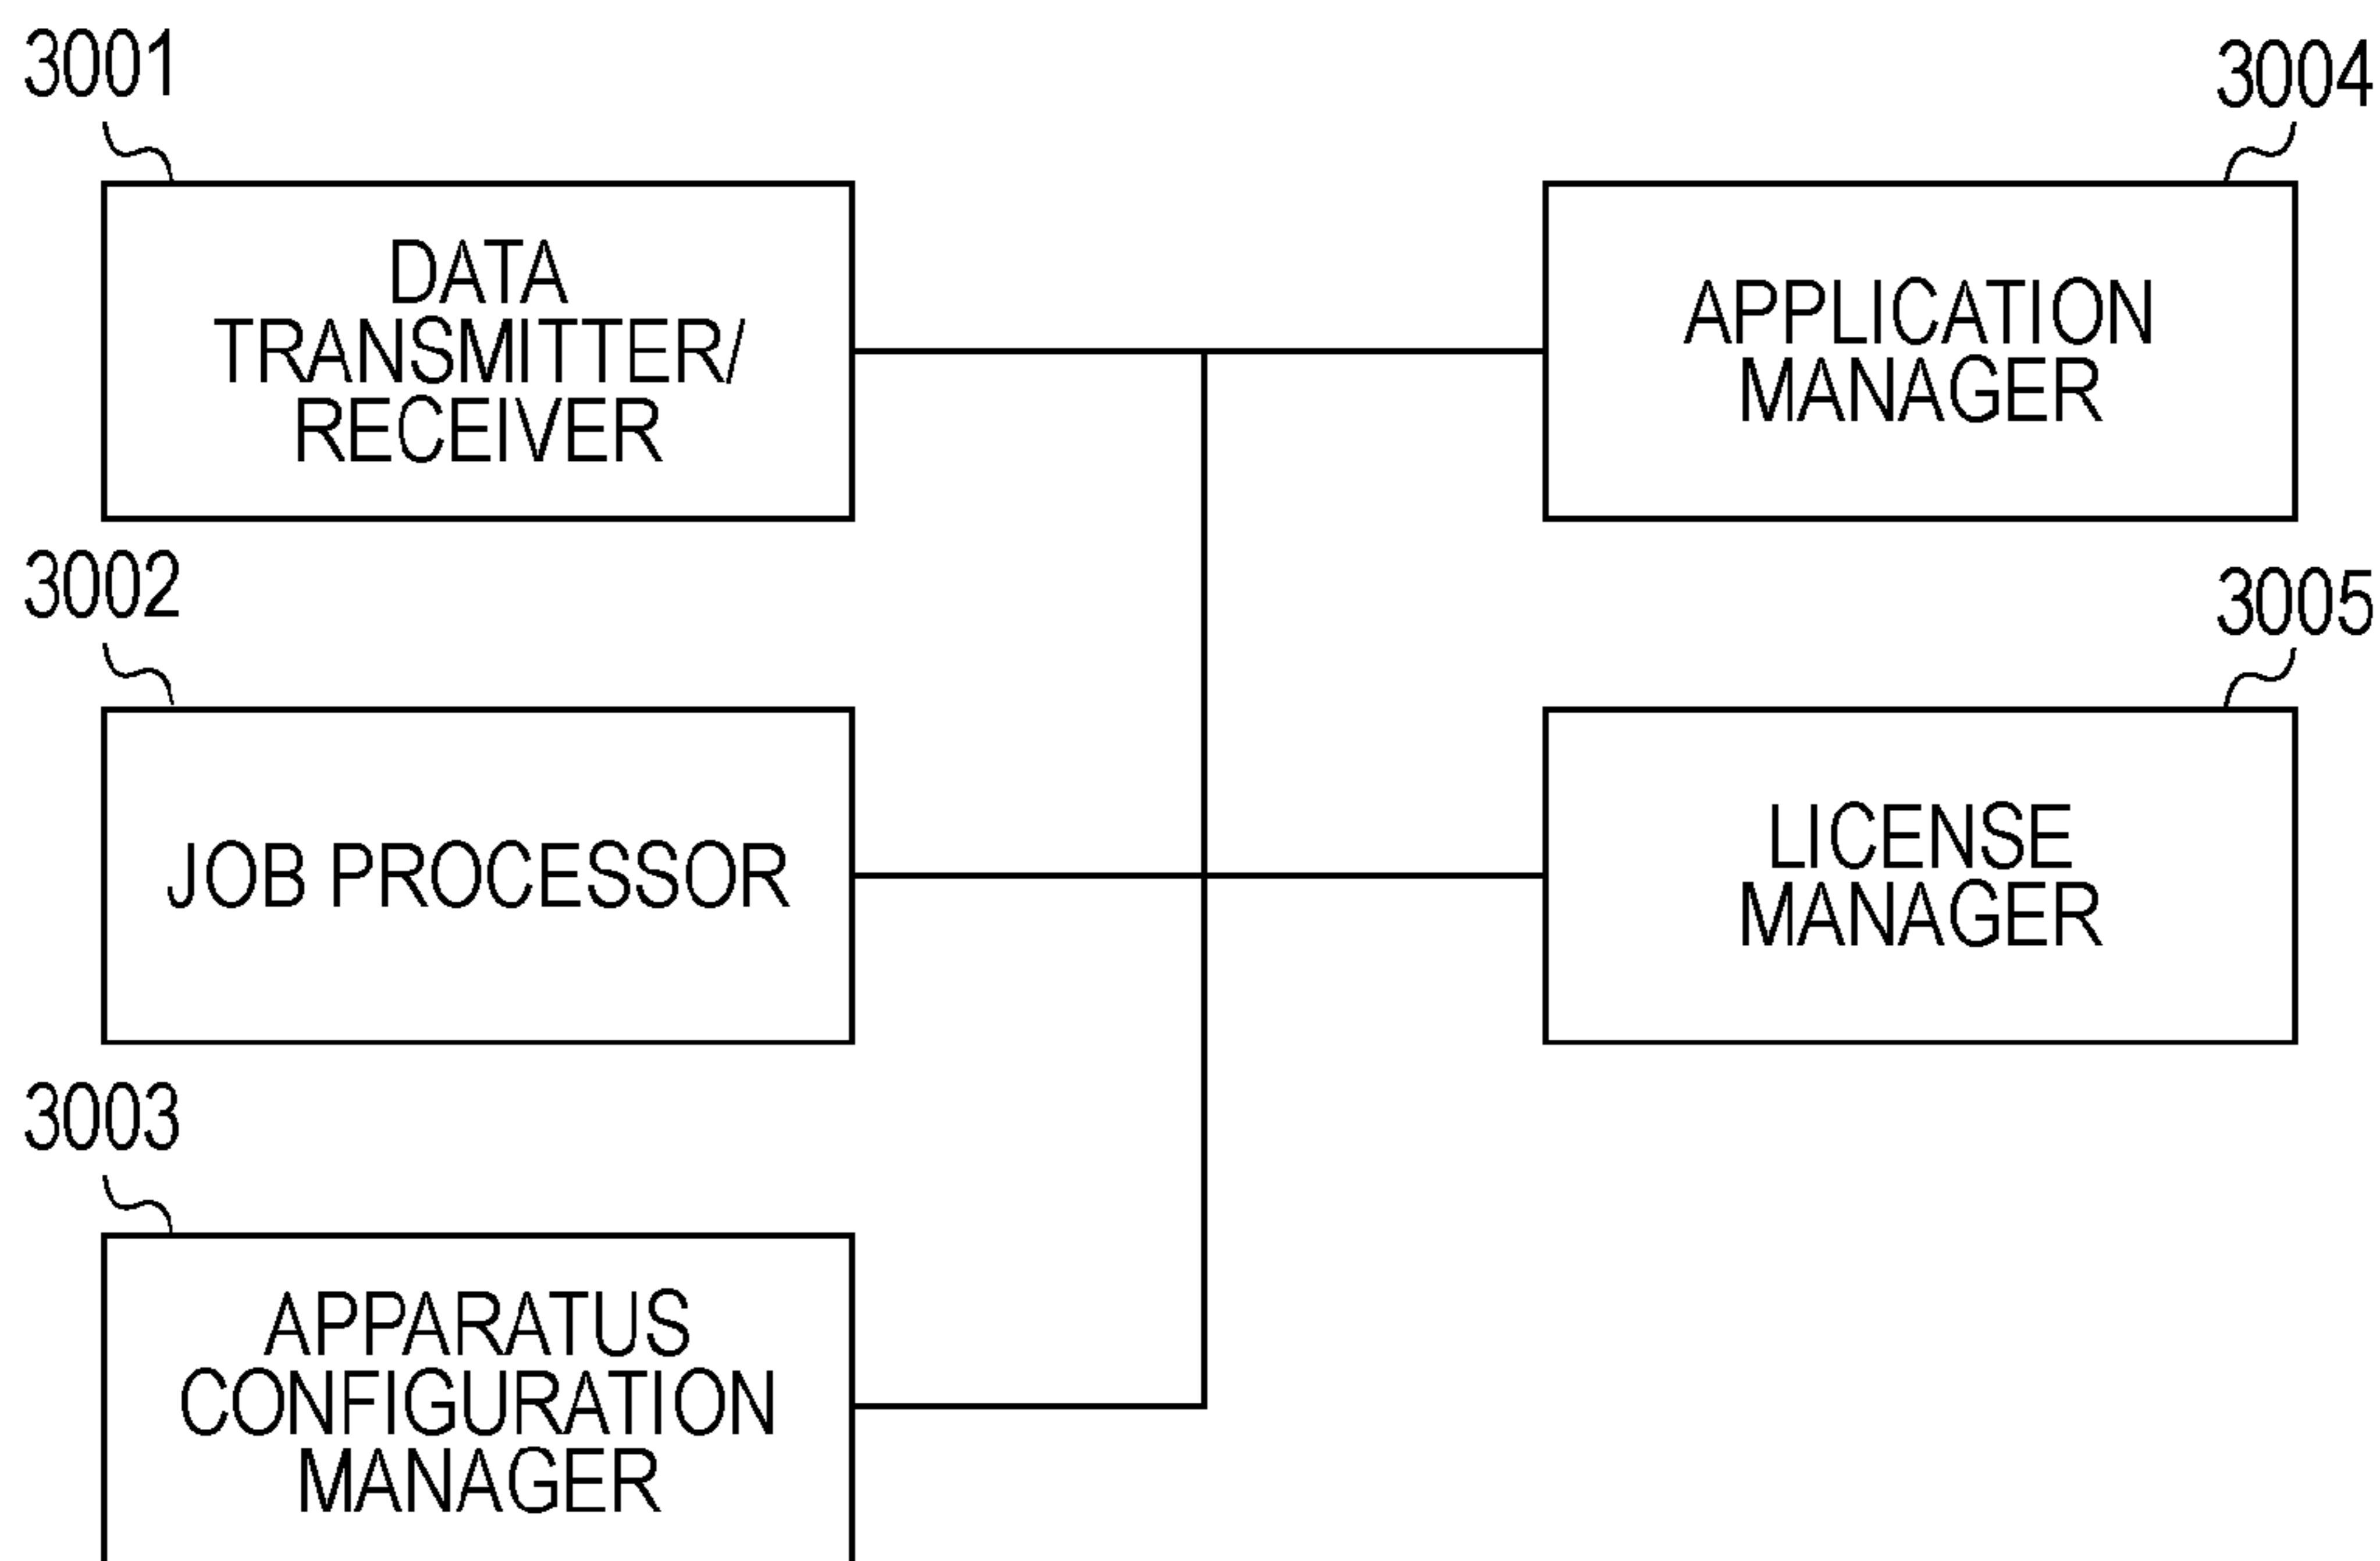 3001
DATA
TRANSMITTER/
RECEIVER
3004
APPLICATION
MANAGER
3002
JOB PROCESSOR
3005
LICENSE
MANAGER
3003
APPARATUS
CONFIGURATION
MANAGER